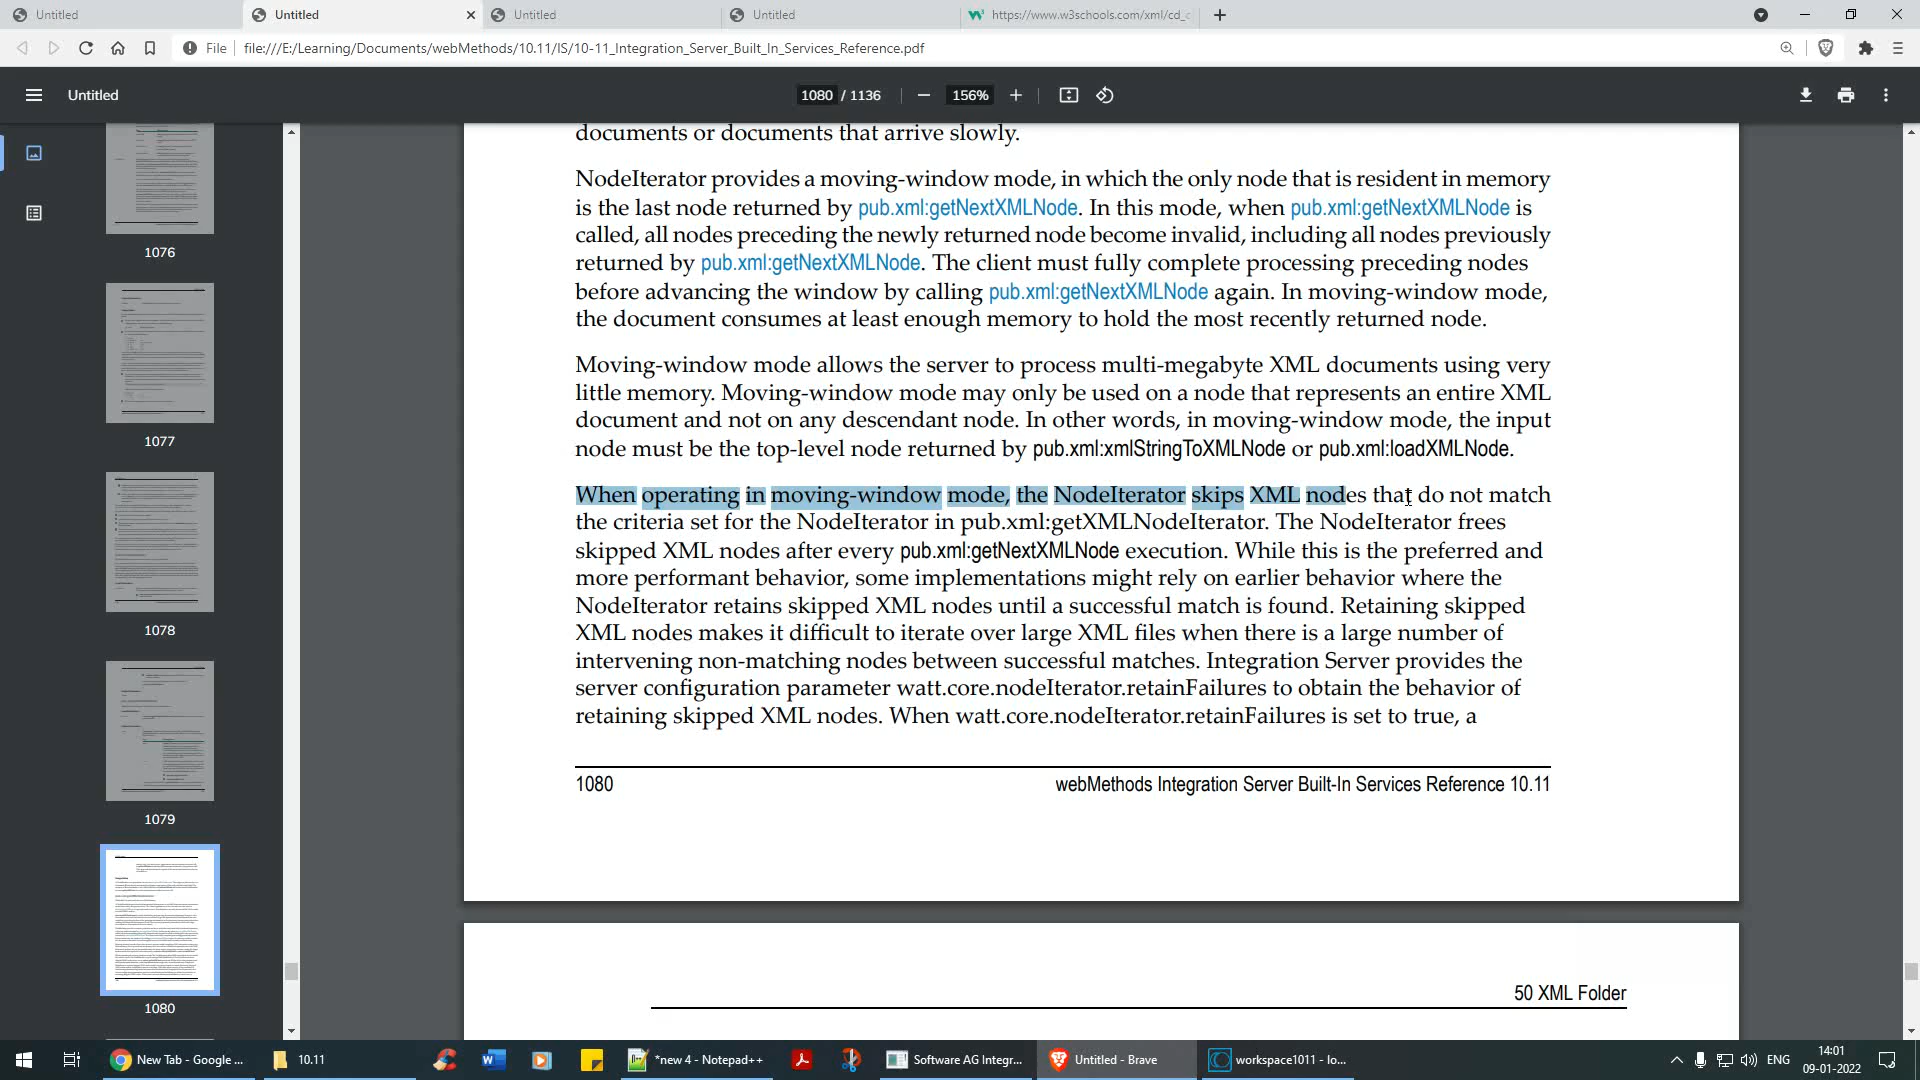 Untitled
Untitled
Untitled
Untitled
https://www.w3schools.com/xml/cd_c
File
file:///E:/Learning/Documents/webMethods/10.11/IS/10-11_Integration_Server_Built_In_Services_Reference.pdf
Untitled
1080 / 1136
156%
1076
1077
1078
1079
1080
documents or documents that arrive slowly.
NodeIterator provides a moving-window mode, in which the only node that is resident in memory
is the last node returned by pub.xml:getNextXMLNode. In this mode, when pub.xml:getNextXMLNode is
called, all nodes preceding the newly returned node become invalid, including all nodes previously
returned by pub.xml:getNextXMLNode. The client must fully complete processing preceding nodes
before advancing the window by calling pub.xml:getNextXMLNode again. In moving-window mode,
the document consumes at least enough memory to hold the most recently returned node.
Moving-window mode allows the server to process multi-megabyte XML documents using very
little memory. Moving-window mode may only be used on a node that represents an entire XML
document and not on any descendant node. In other words, in moving-window mode, the input
node must be the top-level node returned by pub.xml:xmlStringToXMLNode or pub.xml:loadXMLNode.
When operating in moving-window mode, the NodeIterator skips XML nodes that do not match
the criteria set for the NodeIterator in pub.xml:getXMLNodeIterator. The NodeIterator frees
skipped XML nodes after every pub.xml:getNextXMLNode execution. While this is the preferred and
more performant behavior, some implementations might rely on earlier behavior where the
NodeIterator retains skipped XML nodes until a successful match is found. Retaining skipped
XML nodes makes it difficult to iterate over large XML files when there is a large number of
intervening non-matching nodes between successful matches. Integration Server provides the
server configuration parameter watt.core.nodeIterator.retainFailures to obtain the behavior of
retaining skipped XML nodes. When watt.core.nodeIterator.retainFailures is set to true, a
1080
webMethods Integration Server Built-In Services Reference 10.11
50 XML Folder
New Tab - Google ...
10.11
*new 4 - Notepad++
Software AG Integr...
Untitled - Brave
workspace1011 - Io...
ENG
14:01
09-01-2022